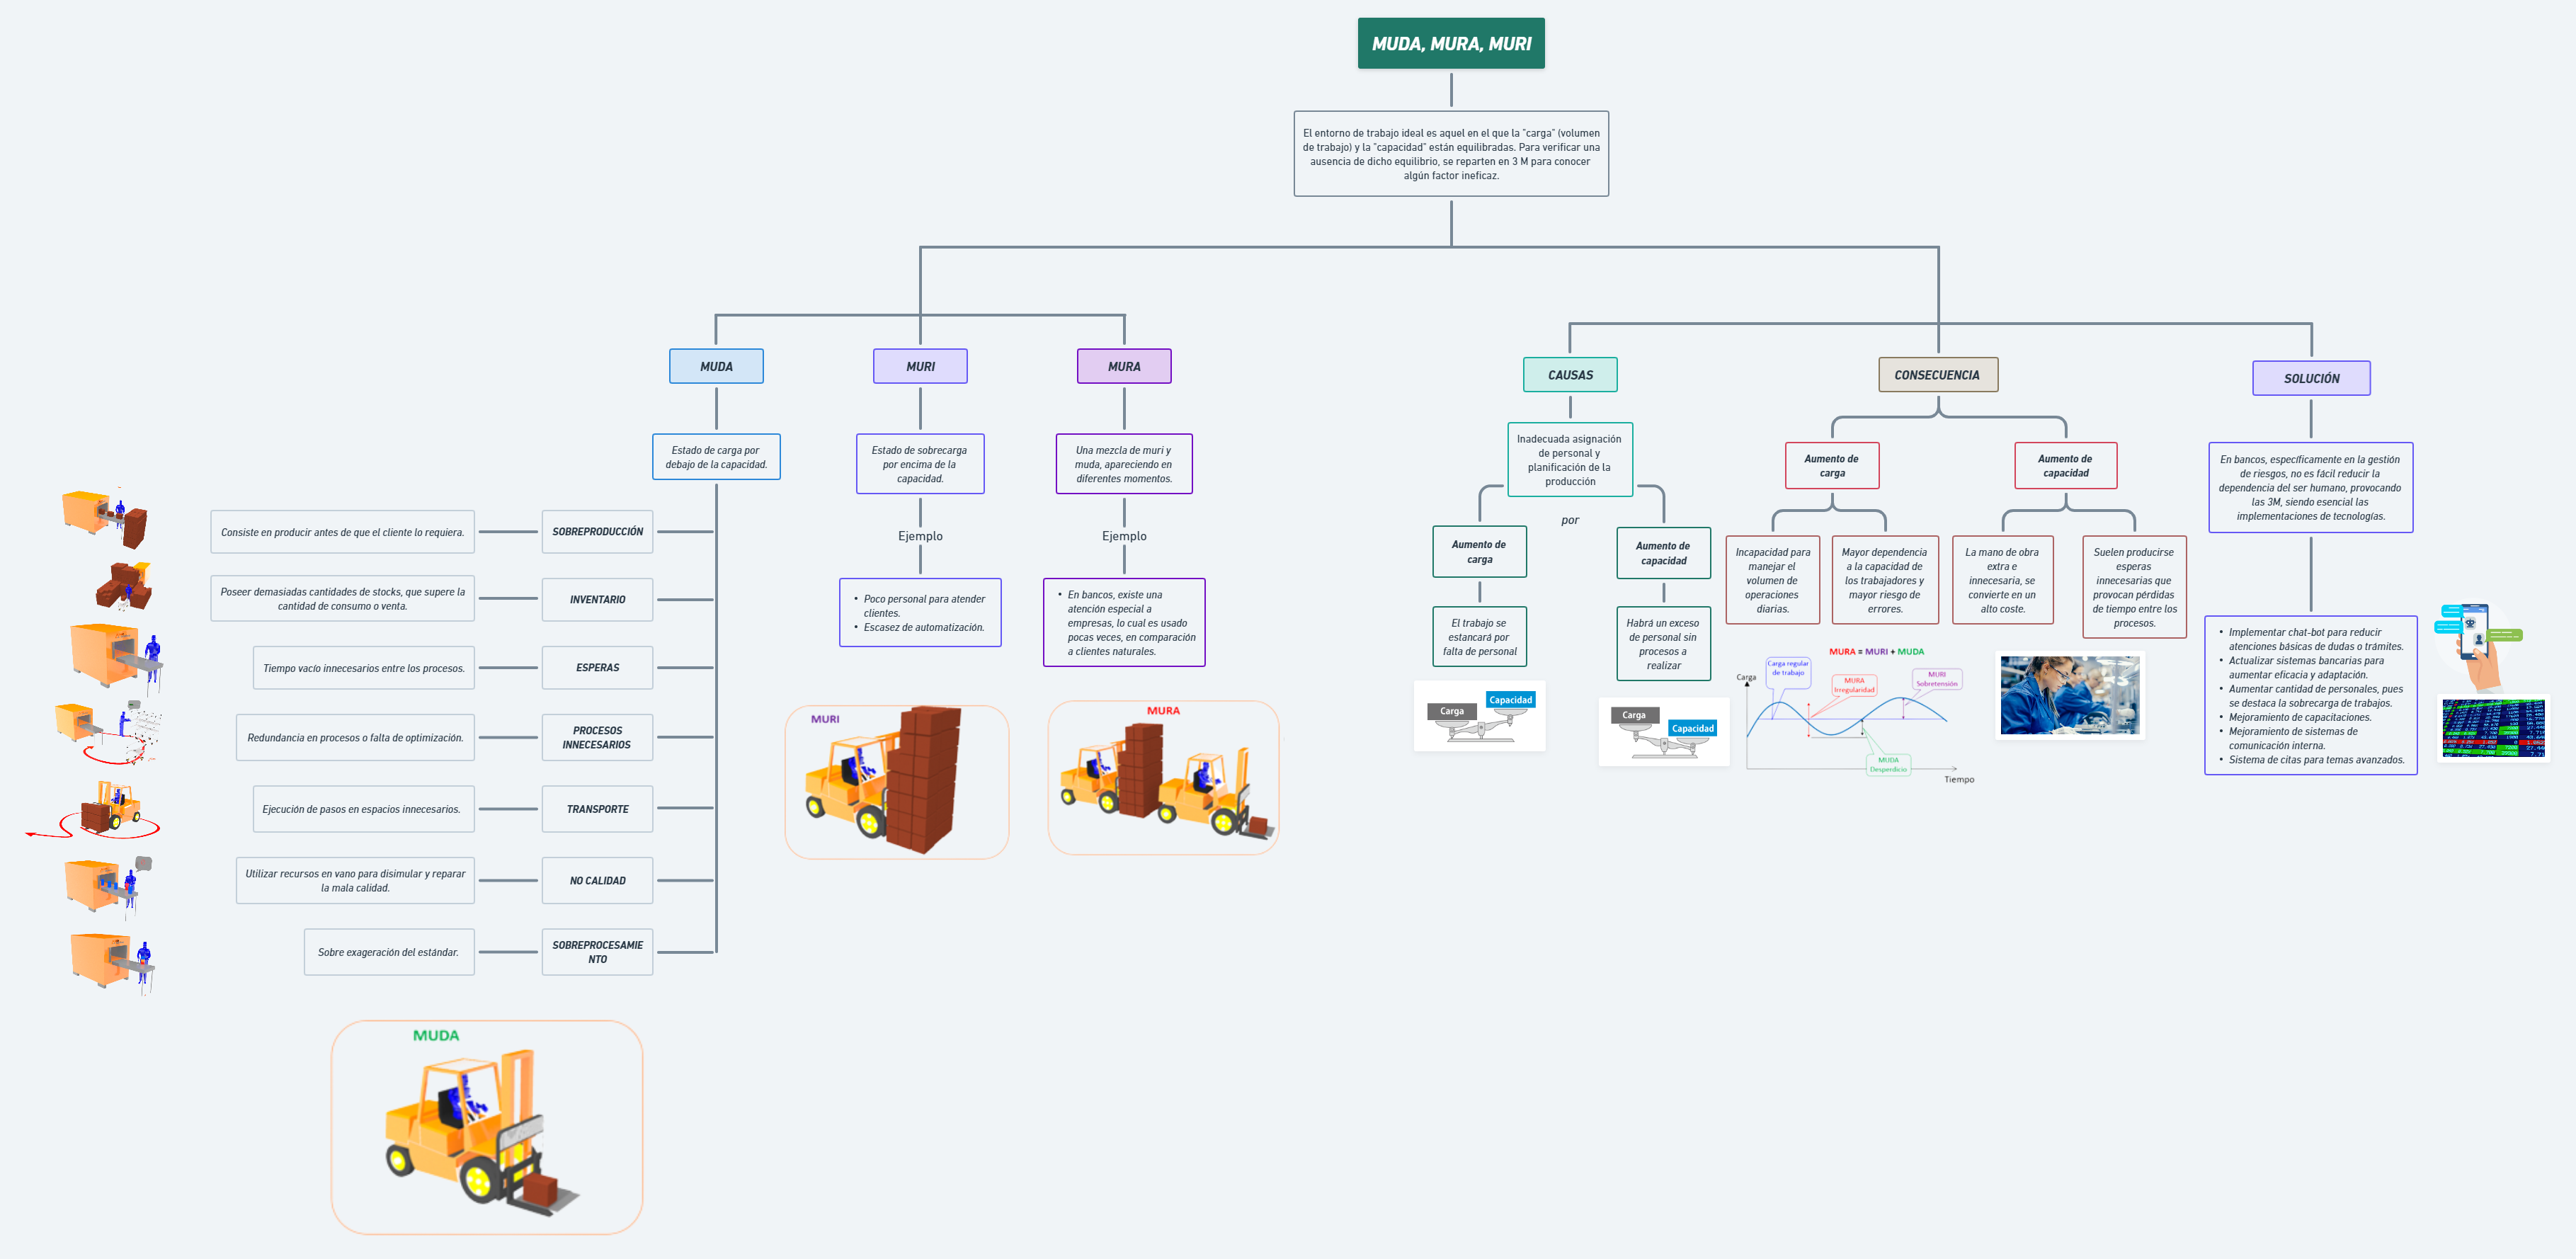 MUDA, MURA, MURI
El entorno de trabajo ideal es aquel en el que la "carga" (volumen
de trabajo) y la "capacidad" están equilibradas. Para verificar una
ausencia de dicho equilibrio, se reparten en 3 M para conocer
algún factor ineficaz.
MUDA
Estado de carga por
debajo de la capacidad.
SOBREPRODUCCIÓN
Consiste en producir antes de que el cliente lo requiera.
INVENTARIO
Poseer demasiadas cantidades de stocks, que supere la
cantidad de consumo o venta.
ESPERAS
Tiempo vacío innecesarios entre los procesos.
PROCESOS
INNECESARIOS
Redundancia en procesos o falta de optimización.
TRANSPORTE
Ejecución de pasos en espacios innecesarios.
NO CALIDAD
Utilizar recursos en vano para disimular y reparar
la mala calidad.
SOBREPROCESAMIE
NTO
Sobre exageración del estándar.
MUDA
MURI
Estado de sobrecarga
por encima de la
capacidad.
Ejemplo
• Poco personal para atender
clientes.
• Escasez de automatización.
MURI
MURA
Una mezcla de muri y
muda, apareciendo en
diferentes momentos.
Ejemplo
• En bancos, existe una
atención especial a
empresas, lo cual es usado
pocas veces, en comparación
a clientes naturales.
MURA
CAUSAS
Inadecuada asignación
de personal y
planificación de la
producción
por
Aumento de
carga
El trabajo se
estancará por
falta de personal
Carga
Capacidad
Aumento de
capacidad
Habrá un exceso
de personal sin
procesos a
realizar
Carga
Capacidad
CONSECUENCIA
Aumento de
carga
Incapacidad para
manejar el
volumen de
operaciones
diarias.
Mayor dependencia
a la capacidad de
los trabajadores y
mayor riesgo de
errores.
MURA = MURI + MUDA
Carga
Carga regular
de trabajo
MURA
Irregularidad
MURI
Sobretensión
MUDA
Desperdicio
Tiempo
Aumento de
capacidad
La mano de obra
extra e
innecesaria, se
convierte en un
alto coste.
Suelen producirse
esperas
innecesarias que
provocan pérdidas
de tiempo entre los
procesos.
SOLUCIÓN
En bancos, específicamente en la gestión
de riesgos, no es fácil reducir la
dependencia del ser humano, provocando
las 3M, siendo esencial las
implementaciones de tecnologías.
• Implementar chat-bot para reducir
atenciones básicas de dudas o trámites.
• Actualizar sistemas bancarias para
aumentar eficacia y adaptación.
• Aumentar cantidad de personales, pues
se destaca la sobrecarga de trabajos.
• Mejoramiento de capacitaciones.
• Mejoramiento de sistemas de
comunicación interna.
• Sistema de citas para temas avanzados.